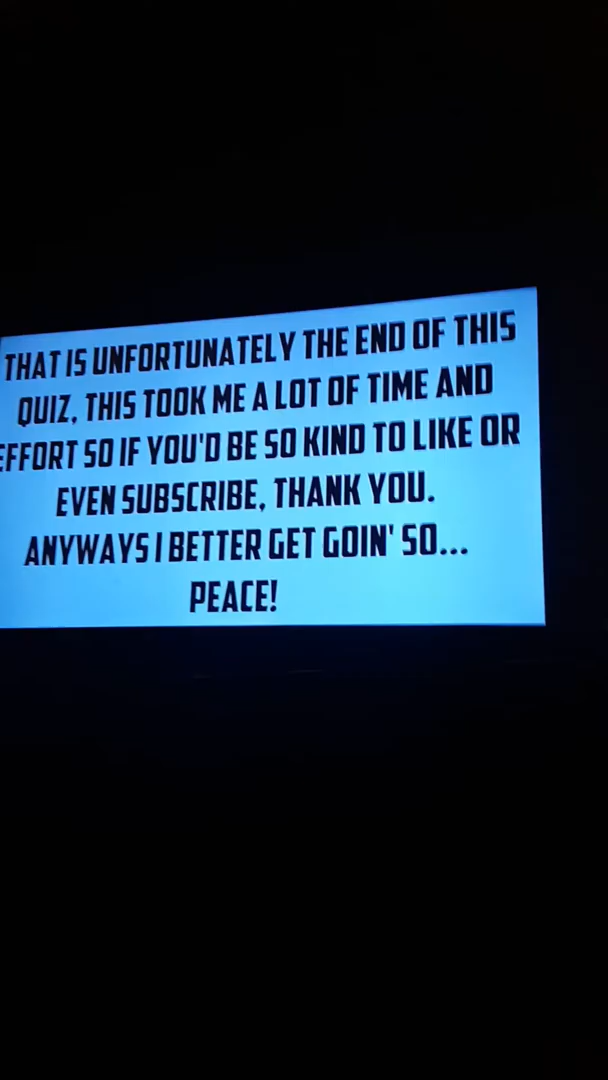 THAT IS UNFORTUNATELY THE END OF THIS
QUIZ, THIS TOOK ME A LOT OF TIME AND
EFFORT SO IF YOU'D BE SO KIND TO LIKE OR
EVEN SUBSCRIBE, THANK YOU.
ANYWAYS I BETTER GET GOIN' SO...
PEACE!